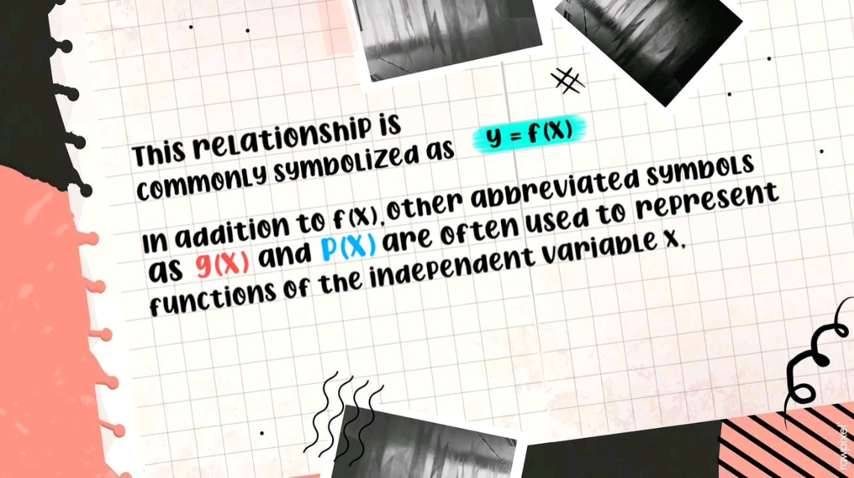 This relationship is
commonly symbolized as y = f(x)
In addition to f(x), other abbreviated symbols
as g(x) and P(X) are often used to represent
functions of the independent variable x.
rawpixel